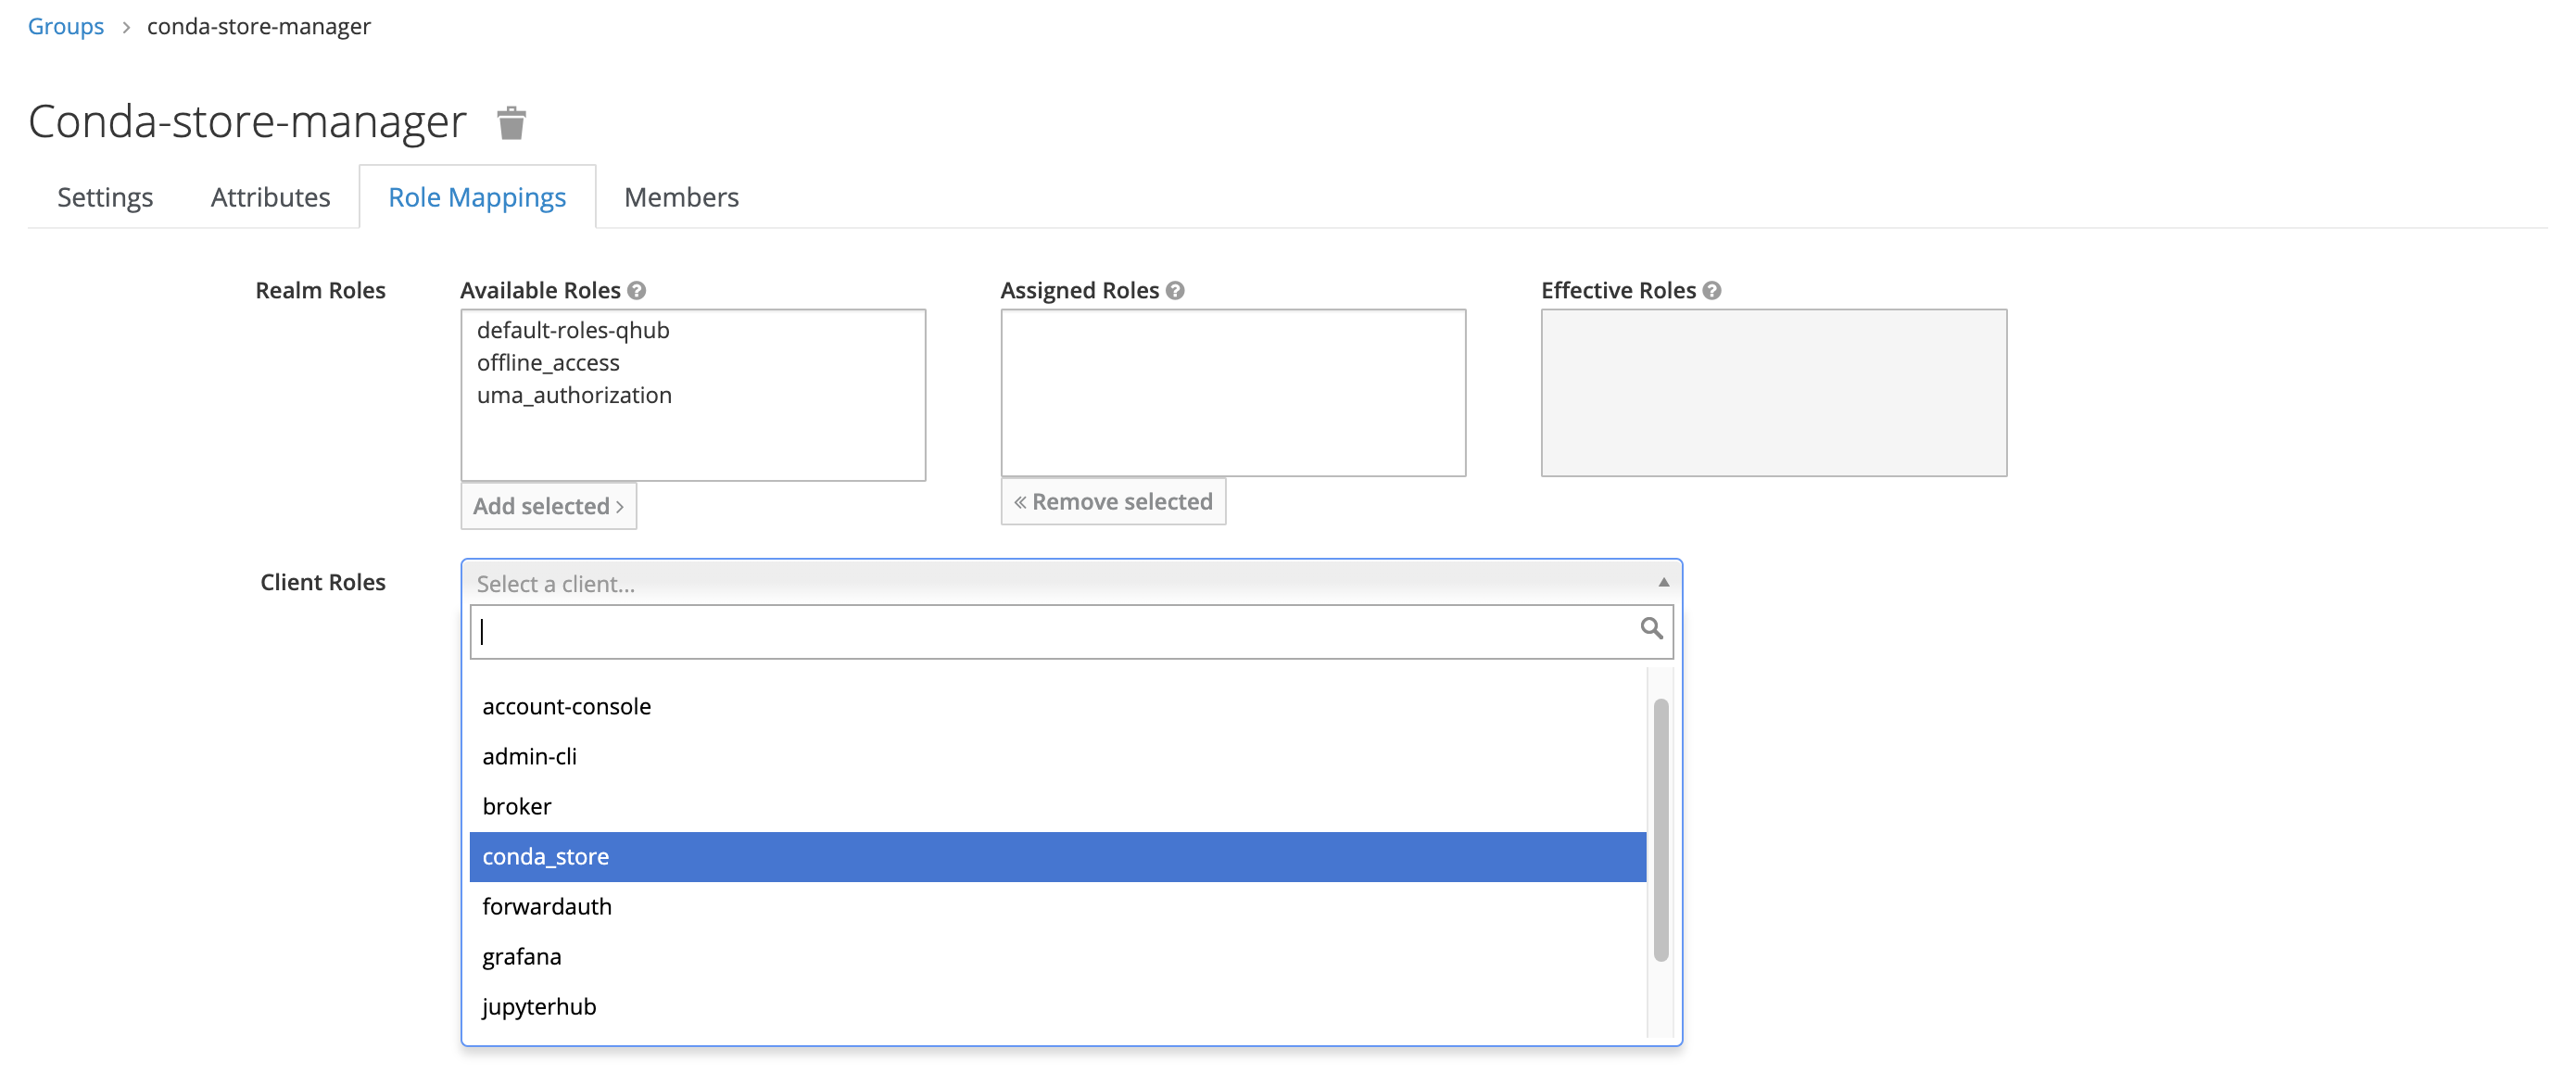 Groups > conda-store-manager
Conda-store-manager
Settings Attributes Role Mappings Members
Realm Roles Available Roles ? Assigned Roles ? Effective Roles ?
default-roles-qhub
offline_access
uma_authorization
Add selected > « Remove selected
Client Roles Select a client...
account-console
admin-cli
broker
conda_store
forwardauth
grafana
jupyterhub